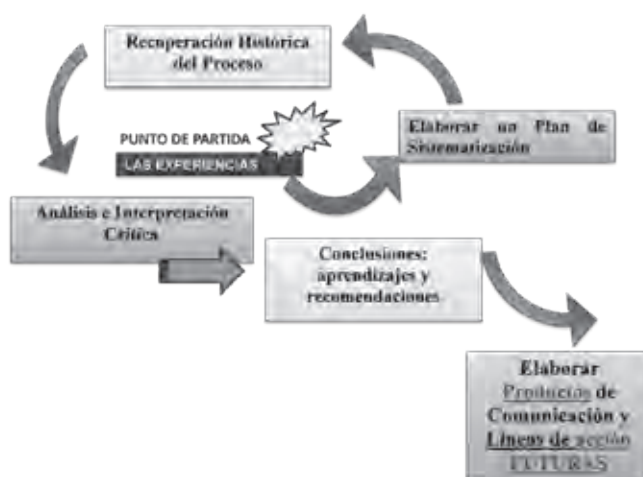 Recuperación Histórica
del Proceso
PUNTO DE PARTIDA
LAS EXPERIENCIAS
Elaborar un Plan de
Sistematización
Análisis e Interpretación
Crítica
Conclusiones:
aprendizajes y
recomendaciones
Elaborar
Productos de
Comunicación y
Líneas de acción
FUTURAS